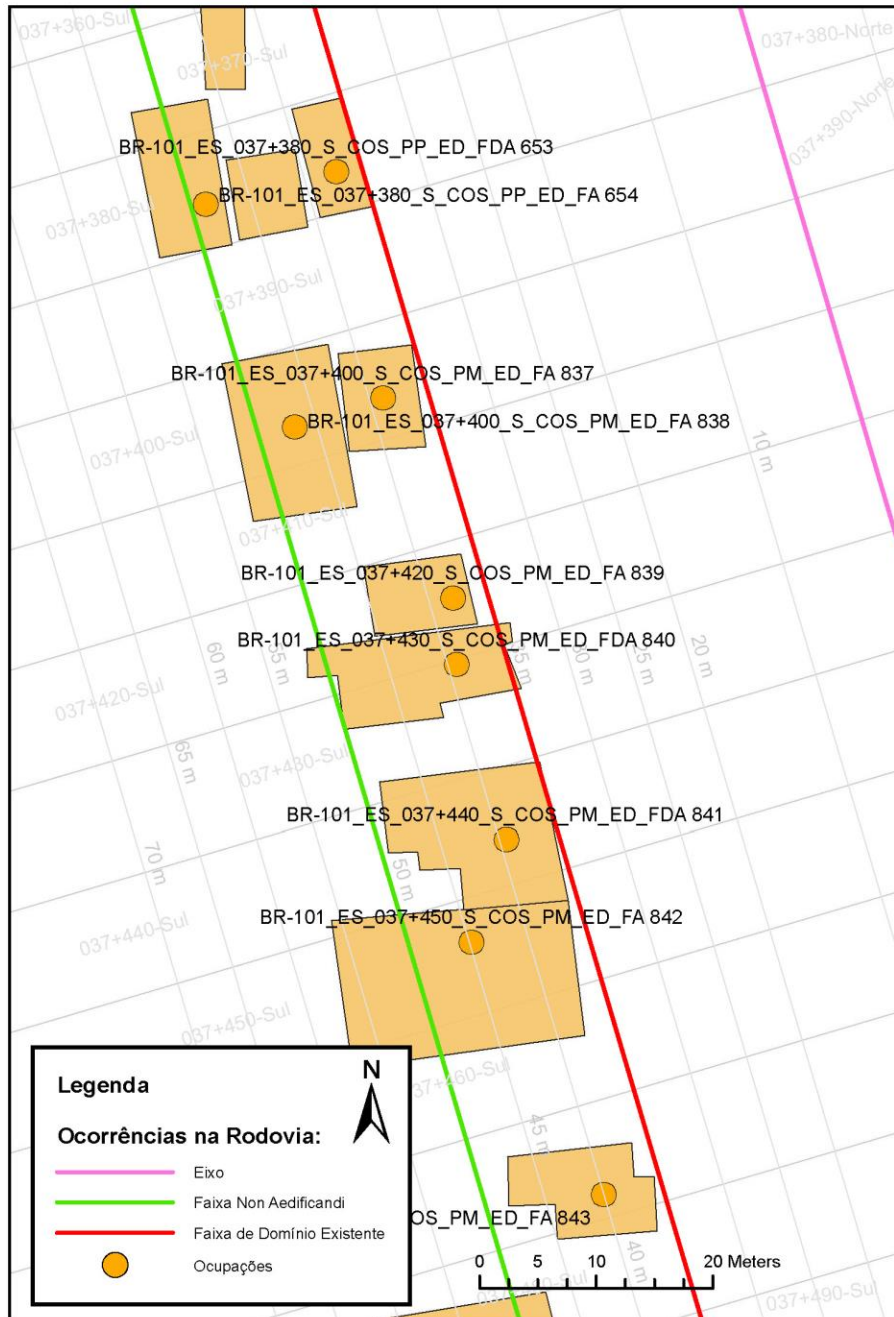 037+360-Sul
037+380-Norte
037+370-Sul
037+390-Norte
BR-101_ES_037+380_S_COS_PP_ED_FDA 653
BR-101_ES_037+380_S_COS_PP_ED_FA 654
037+380-Sul
037+390-Sul
BR-101_ES_037+400_S_COS_PM_ED_FA 837
BR-101_ES_037+400_S_COS_PM_ED_FA 838
037+400-Sul
10 m
037+410-Sul
BR-101_ES_037+420_S_COS_PM_ED_FA 839
BR-101_ES_037+430_S_COS_PM_ED_FDA 840
60 m
55 m
30 m
25 m
20 m
037+420-Sul
65 m
037+430-Sul
BR-101_ES_037+440_S_COS_PM_ED_FDA 841
70 m
50 m
BR-101_ES_037+450_S_COS_PM_ED_FA 842
037+440-Sul
037+450-Sul
037+460-Sul
45 m
OS_PM_ED_FA 843
40 m
037+490-Sul
Legenda
N
Ocorrências na Rodovia:
Eixo
Faixa Non Aedificandi
Faixa de Domínio Existente
Ocupações
0 5 10 20 Meters